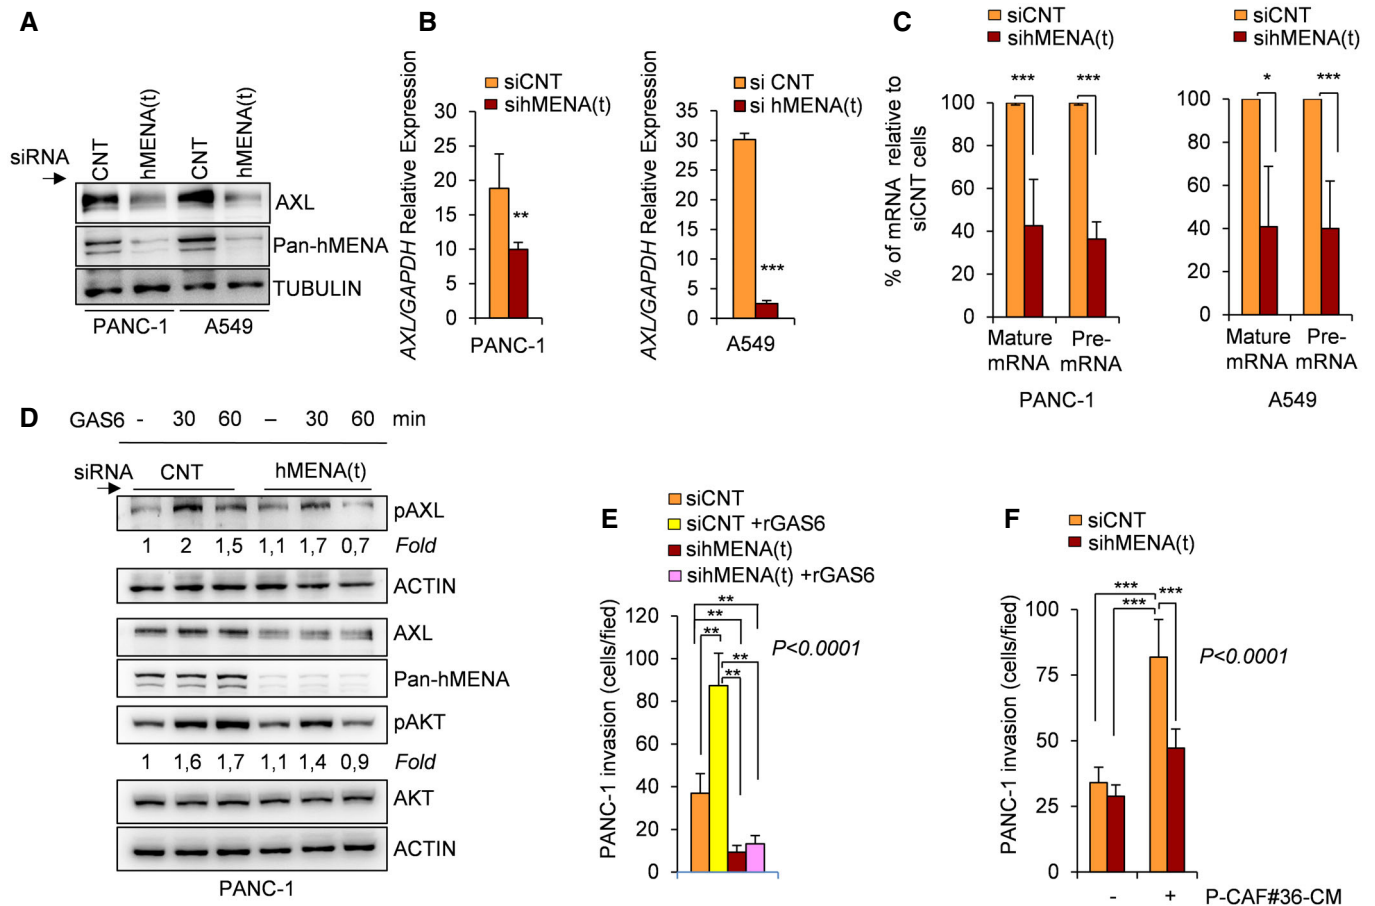 A
siRNA
CNT
hMENA(t)
CNT
hMENA(t)
AXL
Pan-hMENA
TUBULIN
PANC-1
A549
B
siCNT
sihMENA(t)
AXL/GAPDH Relative Expression
30
25
20
15
10
5
0
**
PANC-1
si CNT
si hMENA(t)
AXL/GAPDH Relative Expression
35
30
25
20
15
10
5
0
***
A549
C
siCNT
sihMENA(t)
% of mRNA relative to
siCNT cells
100
80
60
40
20
0
***
***
Mature
mRNA
Pre-
mRNA
PANC-1
siCNT
sihMENA(t)
100
80
60
40
20
0
*
***
Mature
mRNA
Pre-
mRNA
A549
D
GAS6 - 30 60 – 30 60 min
siRNA CNT hMENA(t)
pAXL
1 2 1,5 1,1 1,7 0,7 Fold
ACTIN
AXL
Pan-hMENA
pAKT
1 1,6 1,7 1,1 1,4 0,9 Fold
AKT
ACTIN
PANC-1
E
siCNT
siCNT +rGAS6
sihMENA(t)
sihMENA(t) +rGAS6
PANC-1 invasion (cells/fied)
120
100
80
60
40
20
0
**
**
**
**
**
P<0.0001
F
siCNT
sihMENA(t)
PANC-1 invasion (cells/fied)
100
75
50
25
0
***
***
***
P<0.0001
- + P-CAF#36-CM